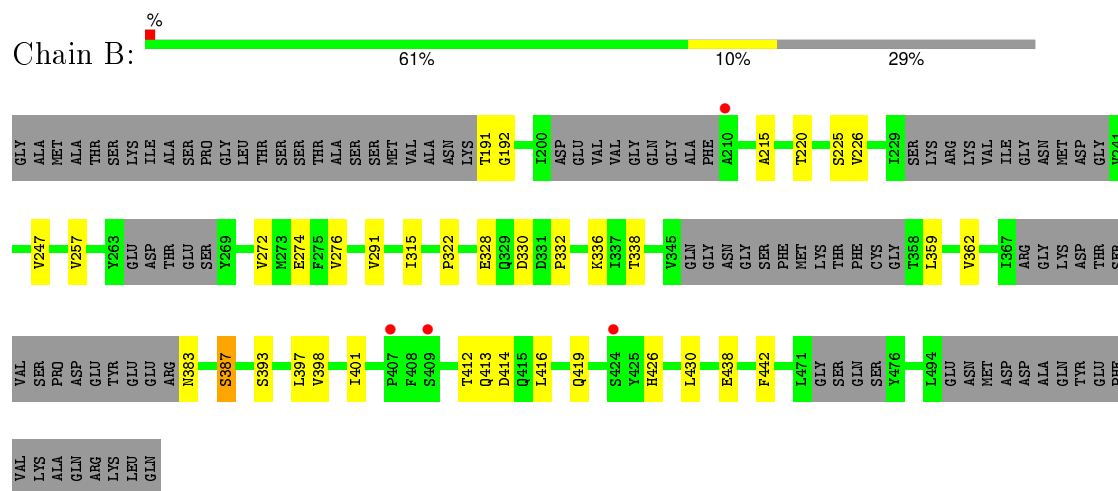 %
Chain B:
61% 10% 29%
GLY ALA MET ALA THR SER LYS ILE ALA SER PRO GLY LEU THR SER SER THR ALA SER SER MET VAL ALA ASN LYS T191 G192 I200 ASP GLU VAL VAL GLY GLN GLY ALA PHE A210 A215 T220 S225 V226 I229 SER LYS ARG LYS VAL ILE GLY ASN MET ASP GLY V241
V247 V257 Y263 GLU ASP THR GLU SER Y269 V272 M273 E274 F275 V276 V291 I315 P322 E328 Q329 D330 D331 P332 K336 I337 T338 V345 GLN GLY ASN GLY SER PHE MET LYS THR PHE CYS GLY T358 L359 V362 I367 ARG GLY LYS ASP THR SER
VAL SER PRO ASP GLU TYR GLU GLU ARG N383 S387 S393 L397 V398 I401 P407 F408 S409 T412 Q413 D414 Q415 L416 Q419 S424 Y425 H426 L430 E438 F442 L471 GLY SER GLN SER Y476 L494 GLU ASN MET ASP ASP ALA GLN TYR GLU PHE
VAL LYS ALA GLN ARG LYS LEU GLN